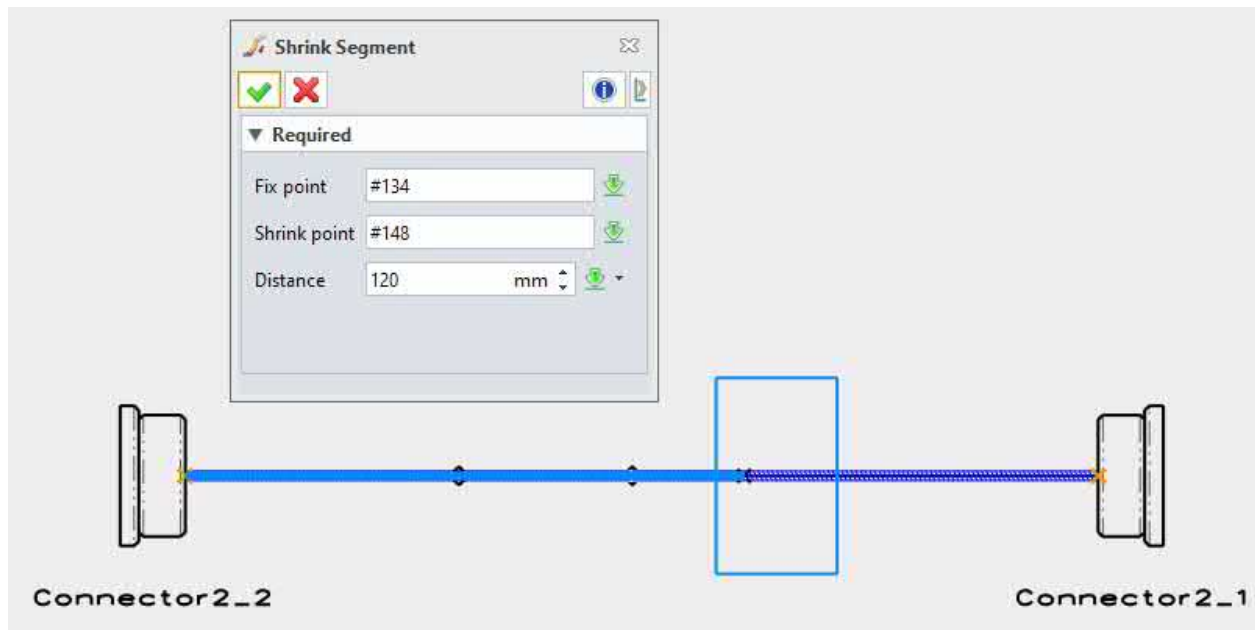 Shrink Segment
Required
Fix point #134
Shrink point #148
Distance 120 mm
Connector2_2
Connector2_1